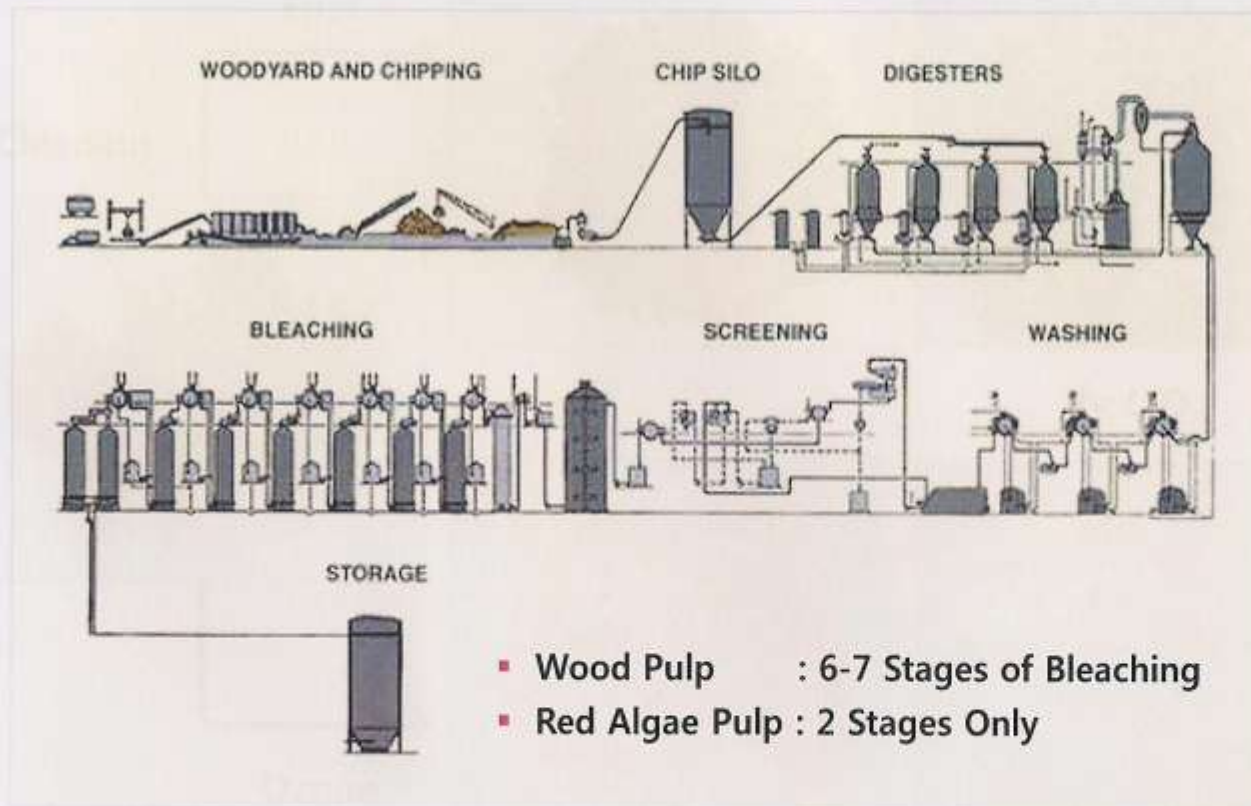 WOODYARD AND CHIPPING
CHIP SILO
DIGESTERS
BLEACHING
SCREENING
WASHING
STORAGE
▪ Wood Pulp : 6-7 Stages of Bleaching
▪ Red Algae Pulp : 2 Stages Only